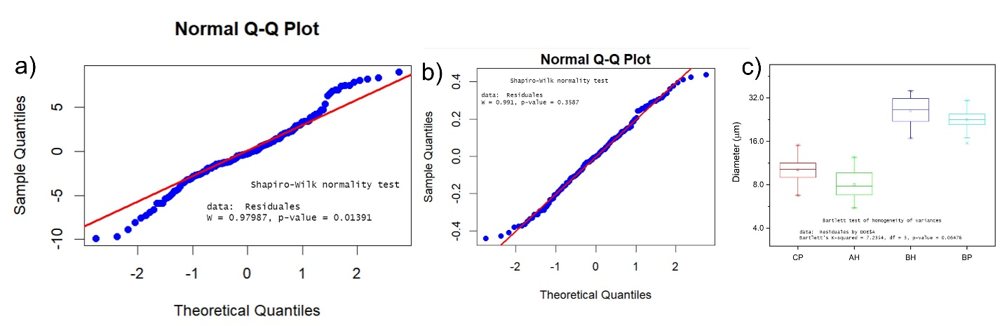 a)
Normal Q-Q Plot
Sample Quantiles
5
0
-5
-10
Shapiro-Wilk normality test
data: Residuales
W = 0.97987, p-value = 0.01391
-2
-1
0
1
2
Theoretical Quantiles
b)
Normal Q-Q Plot
Sample Quantiles
0.4
0.2
0.0
-0.2
-0.4
Shapiro-Wilk normality test
data: Residuales
W = 0.991, p-value = 0.3587
-2
-1
0
1
2
Theoretical Quantiles
c)
Diameter (µm)
32.0
16.0
8.0
4.0
Bartlett test of homogeneity of variances
data: Residuales by DDE$A
Bartlett's K-squared = 7.2354, df = 3, p-value = 0.06476
CP
AH
BH
BP